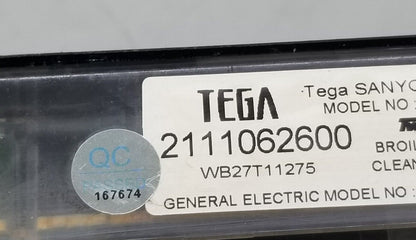 TEGA
Tega SANYO
MODEL NO
2111062600
BROIL
WB27T11275
CLEAN
GENERAL ELECTRIC MODEL NO
QC
167674